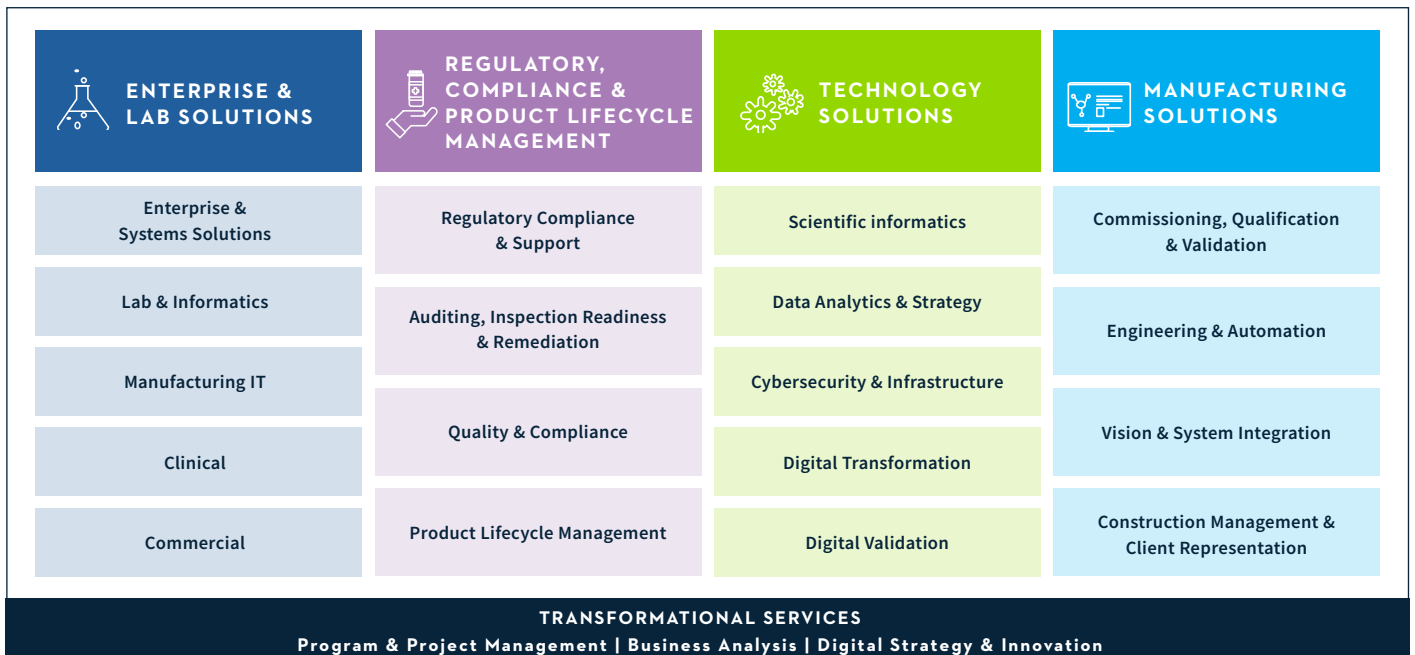 ENTERPRISE &
LAB SOLUTIONS
Enterprise &
Systems Solutions
Lab & Informatics
Manufacturing IT
Clinical
Commercial
REGULATORY,
COMPLIANCE &
PRODUCT LIFECYCLE
MANAGEMENT
Regulatory Compliance
& Support
Auditing, Inspection Readiness
& Remediation
Quality & Compliance
Product Lifecycle Management
TECHNOLOGY
SOLUTIONS
Scientific informatics
Data Analytics & Strategy
Cybersecurity & Infrastructure
Digital Transformation
Digital Validation
MANUFACTURING
SOLUTIONS
Commissioning, Qualification
& Validation
Engineering & Automation
Vision & System Integration
Construction Management &
Client Representation
TRANSFORMATIONAL SERVICES
Program & Project Management | Business Analysis | Digital Strategy & Innovation